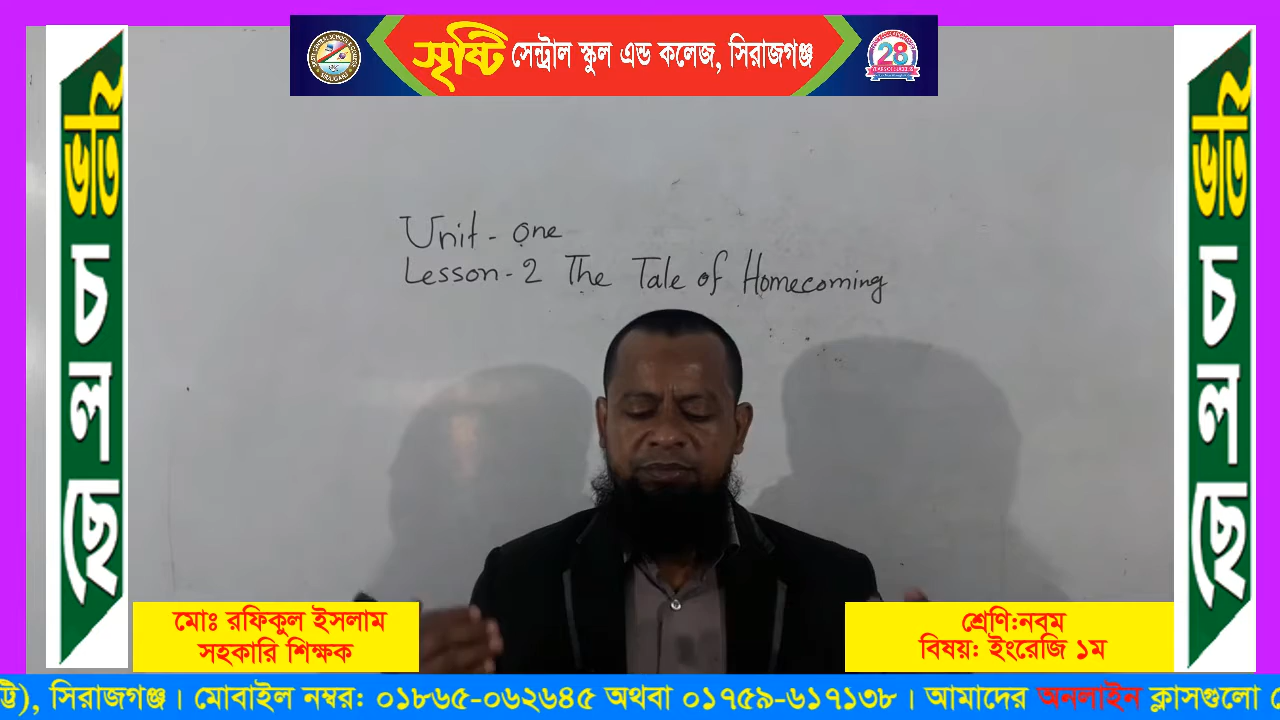 সৃষ্টি সেন্ট্রাল স্কুল এন্ড কলেজ, সিরাজগঞ্জ
28
ভর্তি চলছে
ভর্তি চলছে
Unit - One
Lesson - 2 The Tale of Homecoming
মোঃ রফিকুল ইসলাম
সহকারি শিক্ষক
শ্রেণি:নবম
বিষয়: ইংরেজি ১ম
সিরাজগঞ্জ। মোবাইল নম্বর: ০১৮৬৫-০৬২৬৪৫ অথবা ০১৭৫৯-৬১৭১৩৮। আমাদের অনলাইন ক্লাসগুলো